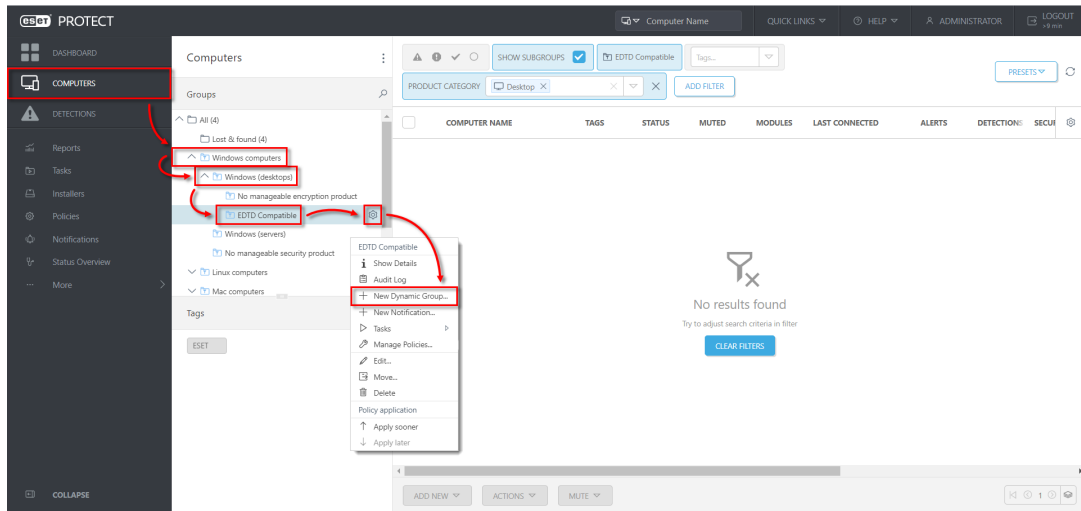 eset PROTECT
Computer Name
QUICK LINKS
HELP
ADMINISTRATOR
LOGOUT
>9 min
DASHBOARD
COMPUTERS
DETECTIONS
Reports
Tasks
Installers
Policies
Notifications
Status Overview
More
COLLAPSE
Computers
Groups
All (4)
Lost & found (4)
Windows computers
Windows (desktops)
No manageable encryption product
EDTD Compatible
Windows (servers)
No manageable security product
Linux computers
Mac computers
Tags
ESET
EDTD Compatible
Show Details
Audit Log
New Dynamic Group...
New Notification...
Tasks
Manage Policies...
Edit...
Move...
Delete
Policy application
Apply sooner
Apply later
SHOW SUBGROUPS
EDTD Compatible
Tags...
PRESETS
PRODUCT CATEGORY
Desktop
ADD FILTER
COMPUTER NAME TAGS STATUS MUTED MODULES LAST CONNECTED ALERTS DETECTIONS SECUR
No results found
Try to adjust search criteria in filter
CLEAR FILTERS
ADD NEW
ACTIONS
MUTE
1